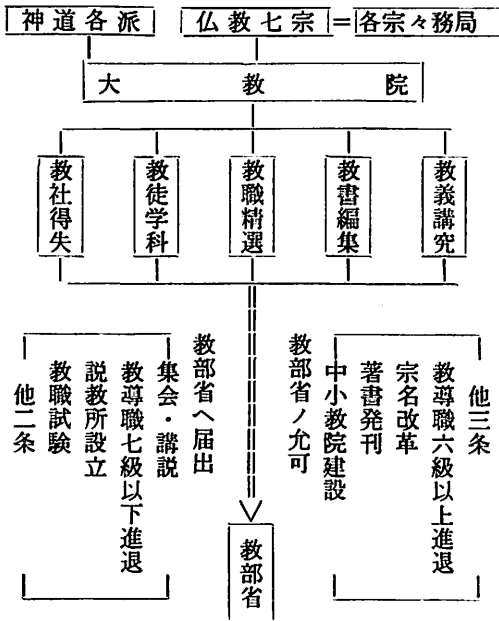 神道各派
仏教七宗=各宗々務局
大教院
教義講究
教書編集
教職精選
教徒学科
教社得失
他三条
教導職六級以上進退
宗名改革
著書発刊
中小教院建設
教部省ノ允可
教部省へ届出
集会・講説
教導職七級以下進退
説教所設立
教職試験
他二条
教部省